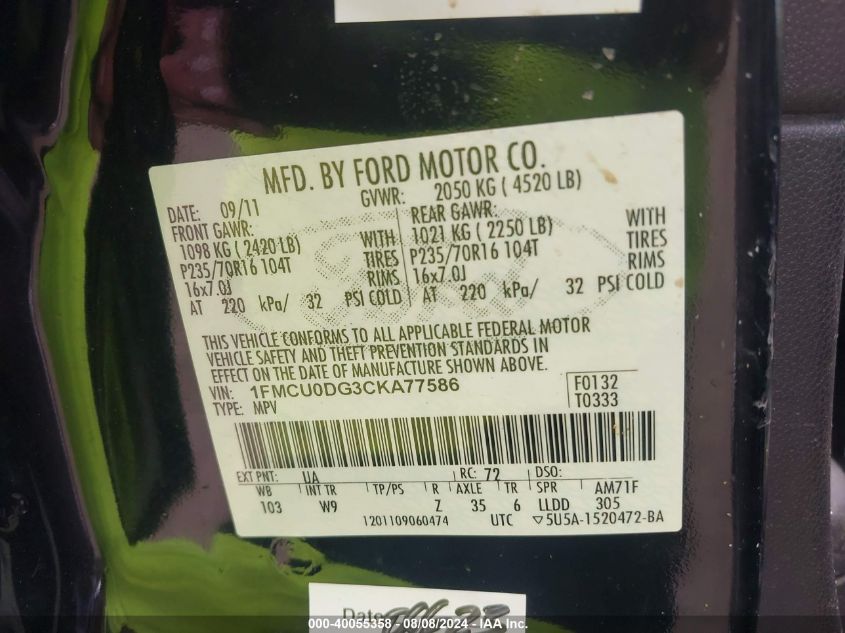 MFD. BY FORD MOTOR CO.
DATE: 09/11 GVWR: 2050 KG ( 4520 LB)
FRONT GAWR: REAR GAWR:
1098 KG ( 2420 LB) WITH 1021 KG ( 2250 LB) WITH
P235/70R16 104T TIRES P235/70R16 104T TIRES
16x7.0J RIMS 16x7.0J RIMS
AT 220 kPa/ 32 PSI COLD AT 220 kPa/ 32 PSI COLD
THIS VEHICLE CONFORMS TO ALL APPLICABLE FEDERAL MOTOR
VEHICLE SAFETY AND THEFT PREVENTION STANDARDS IN
EFFECT ON THE DATE OF MANUFACTURE SHOWN ABOVE.
VIN: 1FMCU0DG3CKA77586 F0132
TYPE: MPV T0333
EXT PNT: UA RC: 72 DSO:
WB INT TR TP/PS R AXLE TR SPR AM71F
103 W9 Z 35 6 LLDD 305
1201109060474 UTC ▽5U5A-1520472-BA
Date
000-40055358 - 08/08/2024 - IAA Inc.